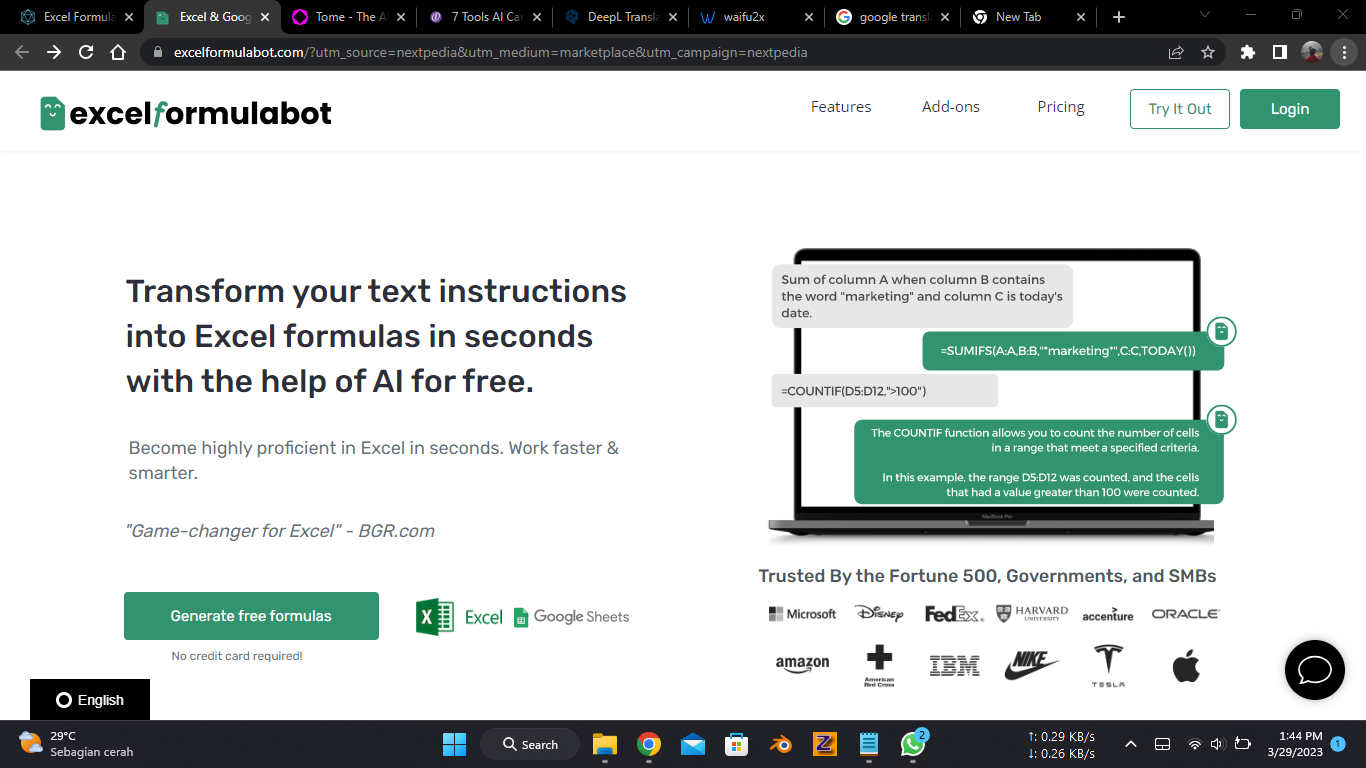 Excel Formula
Excel & Goog
Tome - The A
7 Tools AI Car
DeepL Transla
waifu2x
google transl
New Tab
excelformulabot.com/?utm_source=nextpedia&utm_medium=marketplace&utm_campaign=nextpedia
excelformulabot
Features
Add-ons
Pricing
Try It Out
Login
Transform your text instructions
into Excel formulas in seconds
with the help of AI for free.
Become highly proficient in Excel in seconds. Work faster &
smarter.
"Game-changer for Excel" - BGR.com
Generate free formulas
No credit card required!
Excel
Google Sheets
Sum of column A when column B contains
the word "marketing" and column C is today's
date.
=SUMIFS(A:A,B:B,"*marketing*",C:C,TODAY())
=COUNTIF(D5:D12,">100")
The COUNTIF function allows you to count the number of cells
in a range that meet a specified criteria.
In this example, the range D5:D12 was counted, and the cells
that had a value greater than 100 were counted.
MacBook Pro
Trusted By the Fortune 500, Governments, and SMBs
Microsoft
Disney
FedEx.
HARVARD
UNIVERSITY
accenture
ORACLE
amazon
American
Red Cross
IBM
NIKE
TESLA
English
29°C
Sebagian cerah
Search
2
↑: 0.29 KB/s
↓: 0.26 KB/s
1:44 PM
3/29/2023
1